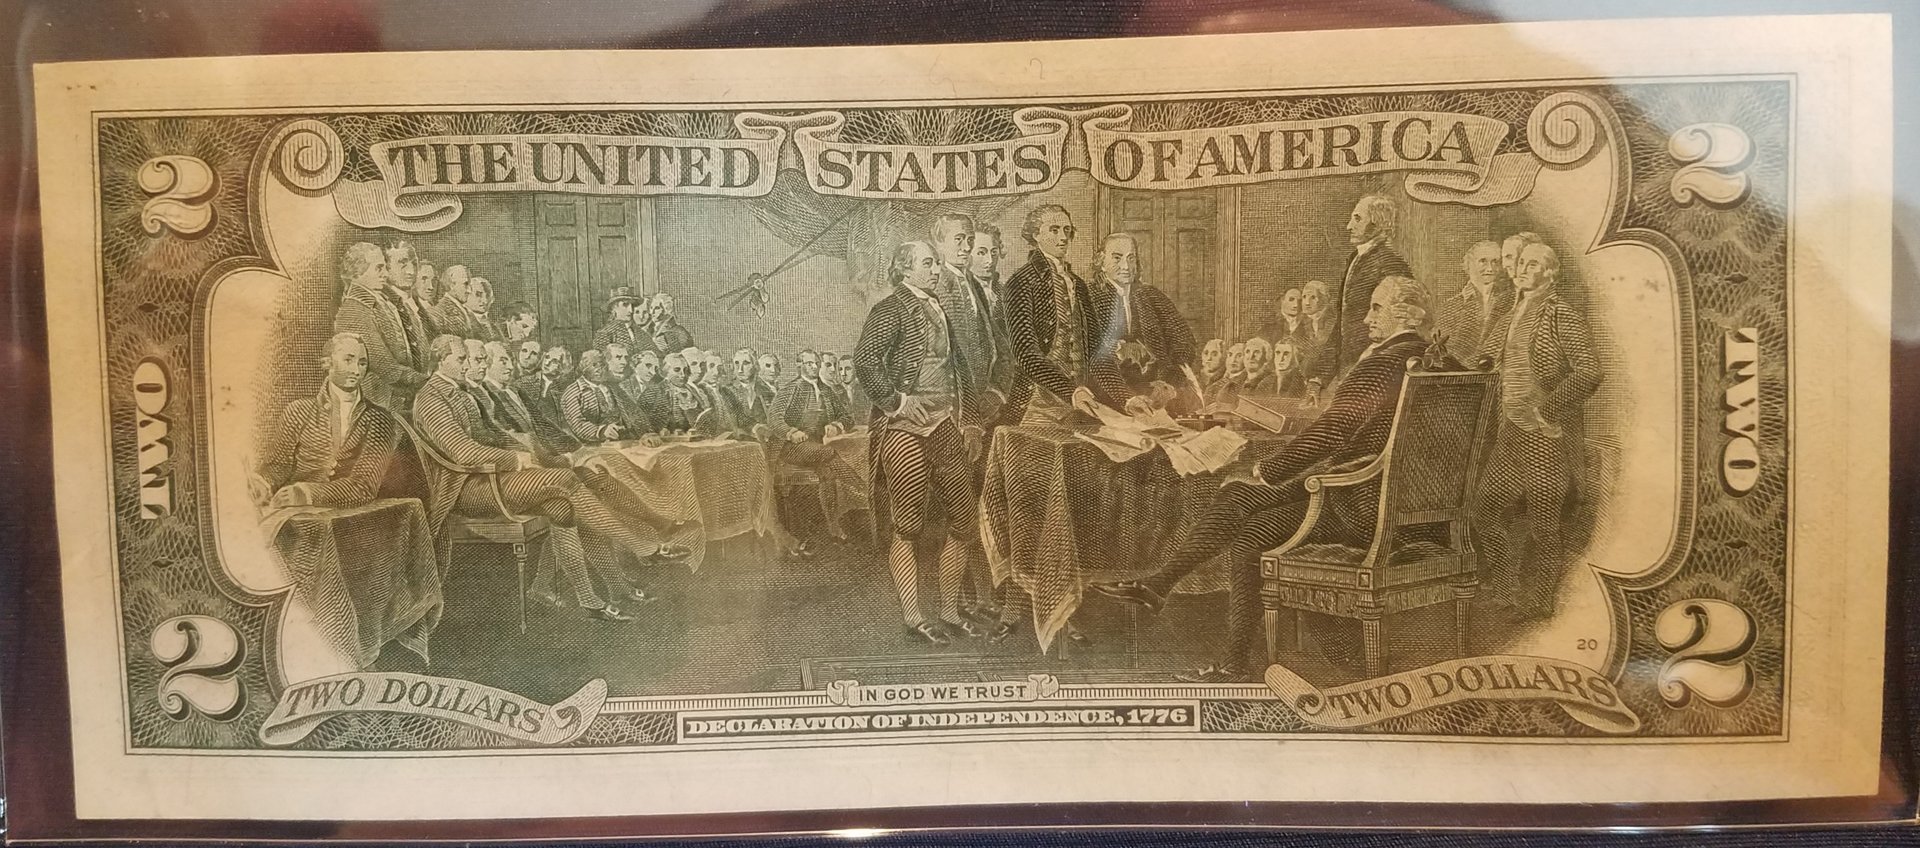 THE UNITED STATES OF AMERICA
2
2
TWO
TWO
20
2
2
TWO DOLLARS
IN GOD WE TRUST
TWO DOLLARS
DECLARATION OF INDEPENDENCE, 1776